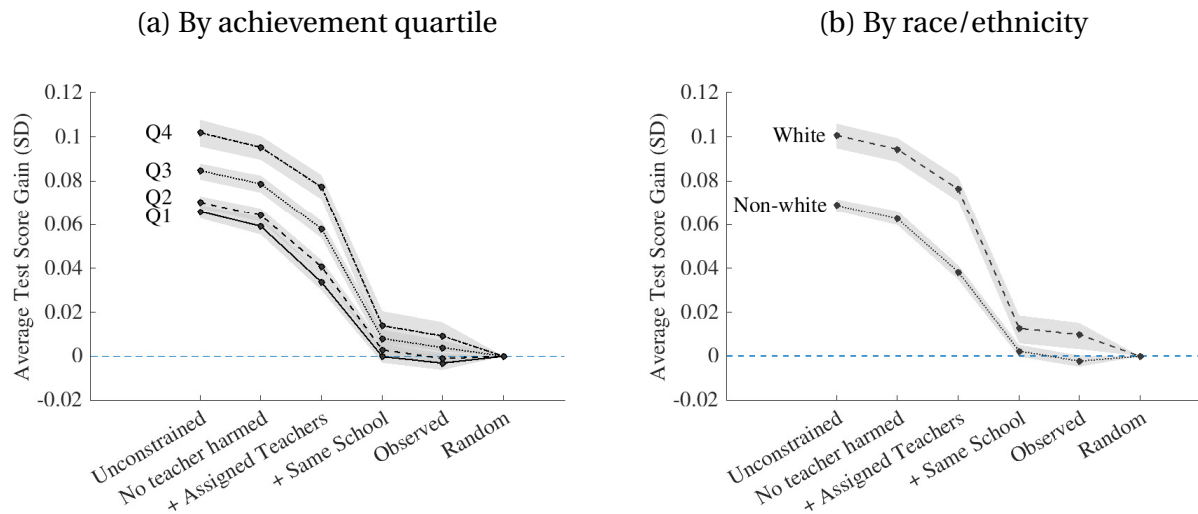 (a) By achievement quartile
Average Test Score Gain (SD)
0.12
0.1
0.08
0.06
0.04
0.02
0
-0.02
Q4
Q3
Q2
Q1
Unconstrained
No teacher harmed
+ Assigned Teachers
+ Same School
Observed
Random
(b) By race/ethnicity
Average Test Score Gain (SD)
0.12
0.1
0.08
0.06
0.04
0.02
0
-0.02
White
Non-white
Unconstrained
No teacher harmed
+ Assigned Teachers
+ Same School
Observed
Random